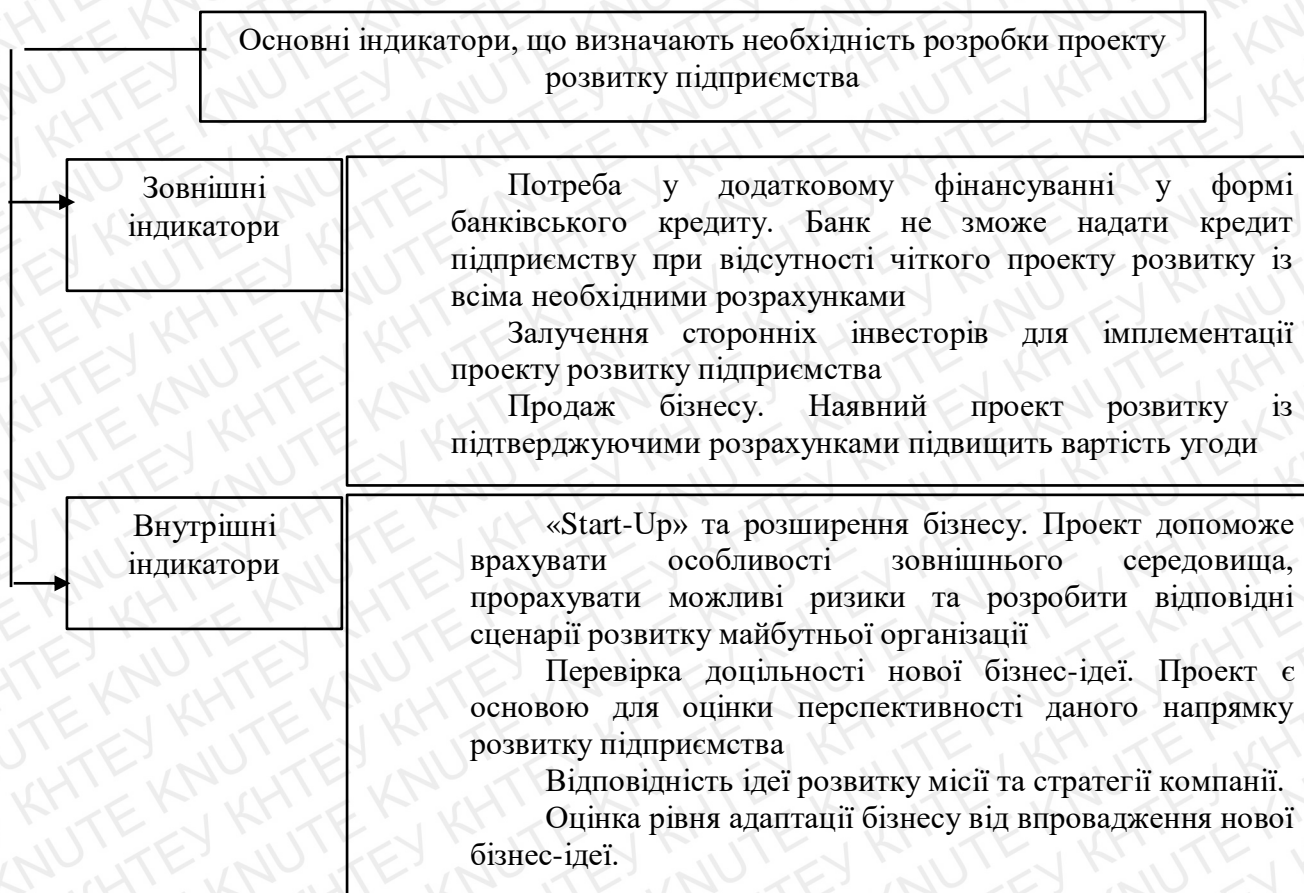 Основні індикатори, що визначають необхідність розробки проекту
розвитку підприємства
Зовнішні
індикатори
Потреба у додатковому фінансуванні у формі
банківського кредиту. Банк не зможе надати кредит
підприємству при відсутності чіткого проекту розвитку із
всіма необхідними розрахунками
Залучення сторонніх інвесторів для імплементації
проекту розвитку підприємства
Продаж бізнесу. Наявний проект розвитку із
підтверджуючими розрахунками підвищить вартість угоди
Внутрішні
індикатори
«Start-Up» та розширення бізнесу. Проект допоможе
врахувати особливості зовнішнього середовища,
прорахувати можливі ризики та розробити відповідні
сценарії розвитку майбутньої організації
Перевірка доцільності нової бізнес-ідеї. Проект є
основою для оцінки перспективності даного напрямку
розвитку підприємства
Відповідність ідеї розвитку місії та стратегії компанії.
Оцінка рівня адаптації бізнесу від впровадження нової
бізнес-ідеї.